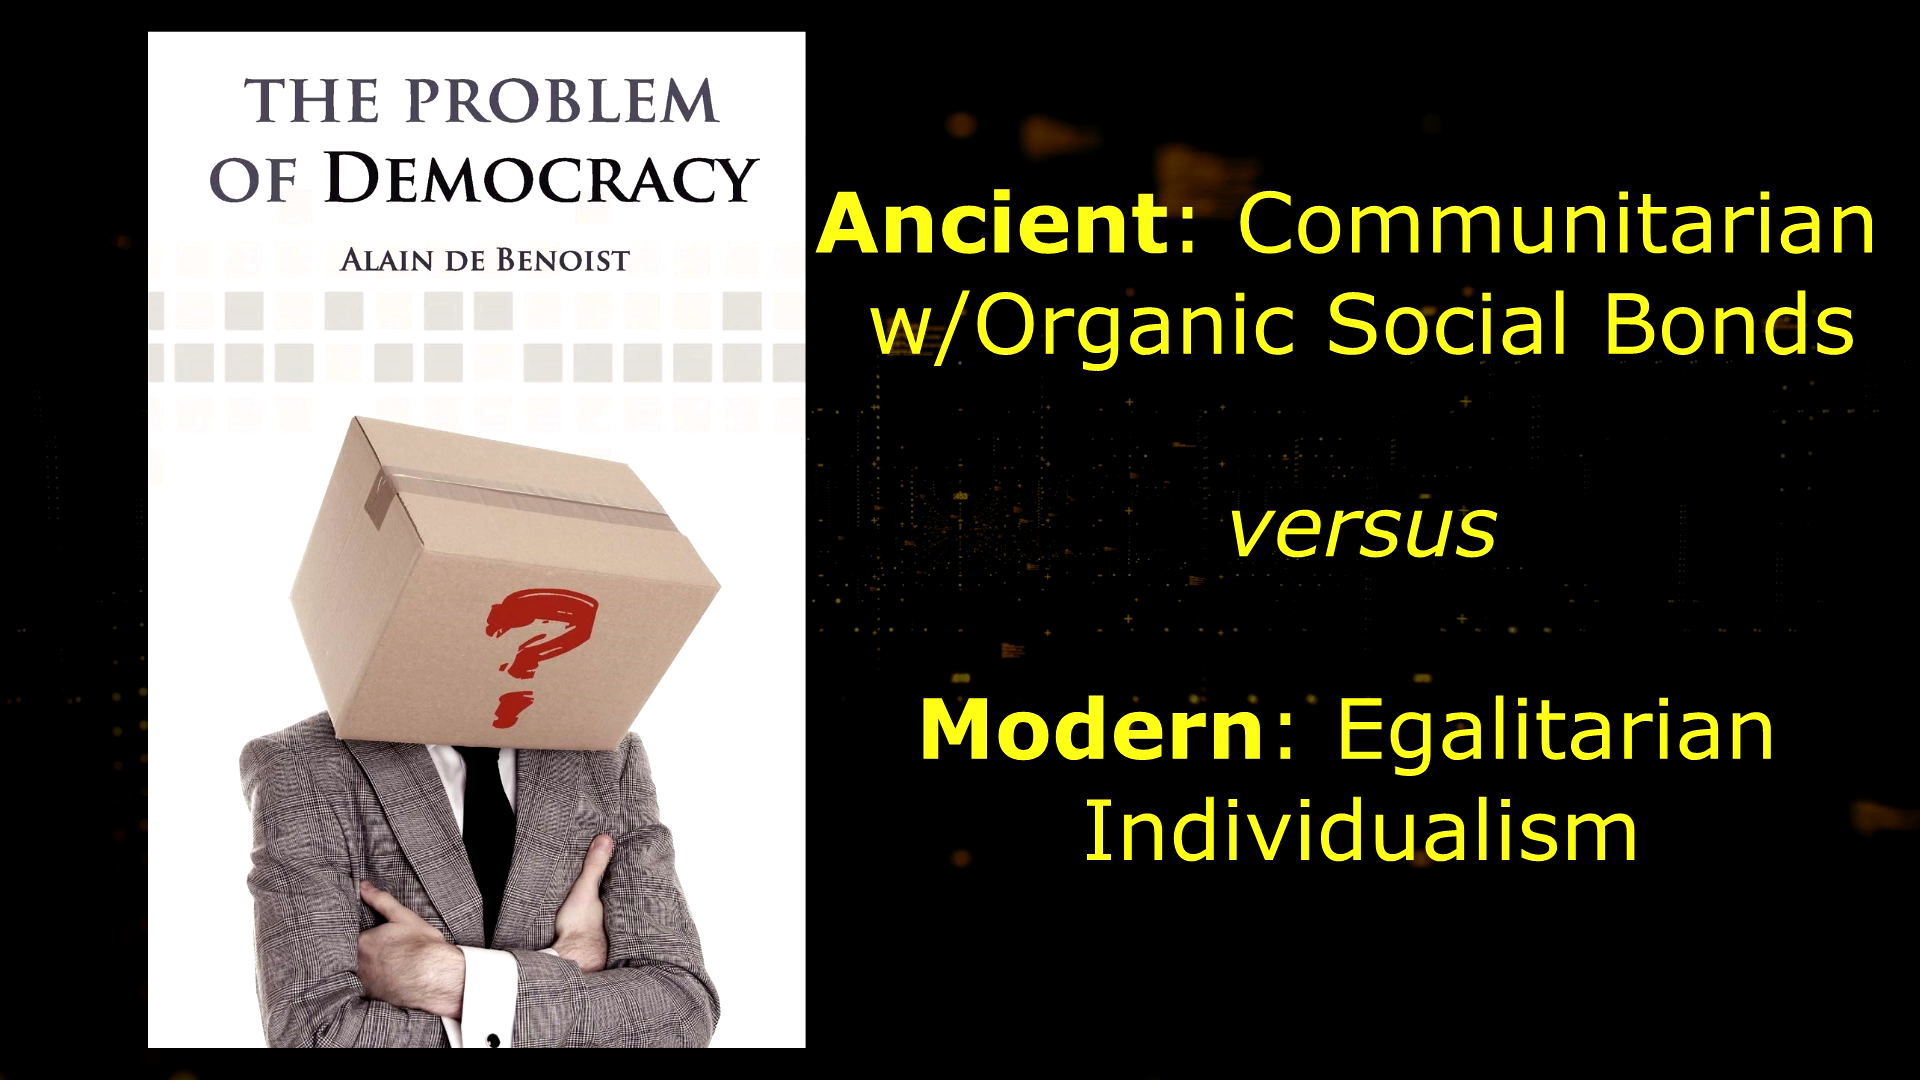 THE PROBLEM
OF DEMOCRACY
ALAIN DE BENOIST
?
Ancient: Communitarian
w/Organic Social Bonds
versus
Modern: Egalitarian
Individualism